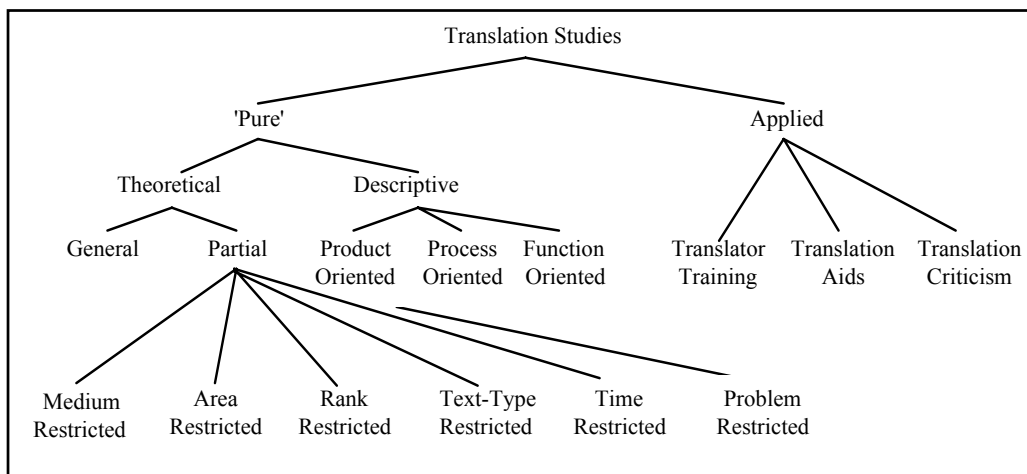 Translation Studies
'Pure'
Applied
Theoretical
Descriptive
General
Partial
Product
Oriented
Process
Oriented
Function
Oriented
Translator
Training
Translation
Aids
Translation
Criticism
Medium
Restricted
Area
Restricted
Rank
Restricted
Text-Type
Restricted
Time
Restricted
Problem
Restricted